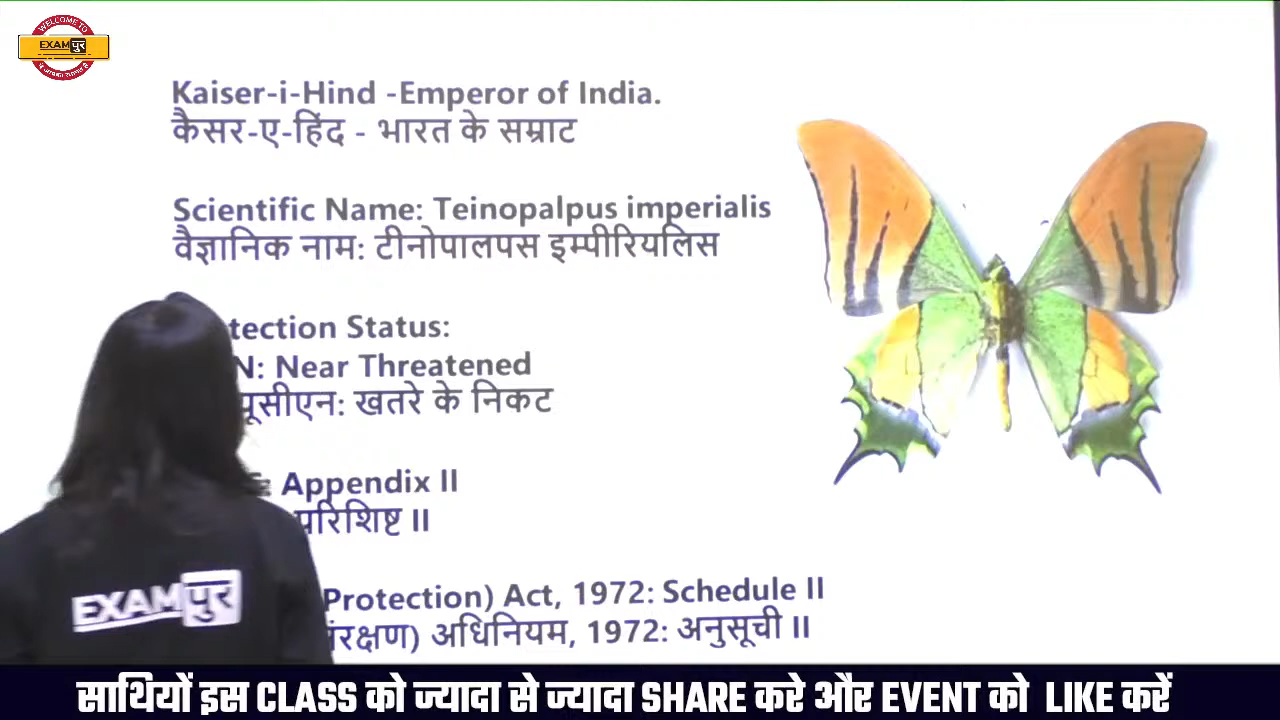 WELCOME TO
EXAMपुर
Kaiser-i-Hind -Emperor of India.
कैसर-ए-हिंद - भारत के सम्राट
Scientific Name: Teinopalpus imperialis
वैज्ञानिक नाम: टीनोपालपस इम्पीरियलिस
tection Status:
N: Near Threatened
यूसीएन: खतरे के निकट
: Appendix II
परिशिष्ट II
Protection) Act, 1972: Schedule II
संरक्षण) अधिनियम, 1972: अनुसूची II
EXAMपुर
साथियों इस CLASS को ज्यादा से ज्यादा SHARE करे और EVENT को LIKE करें